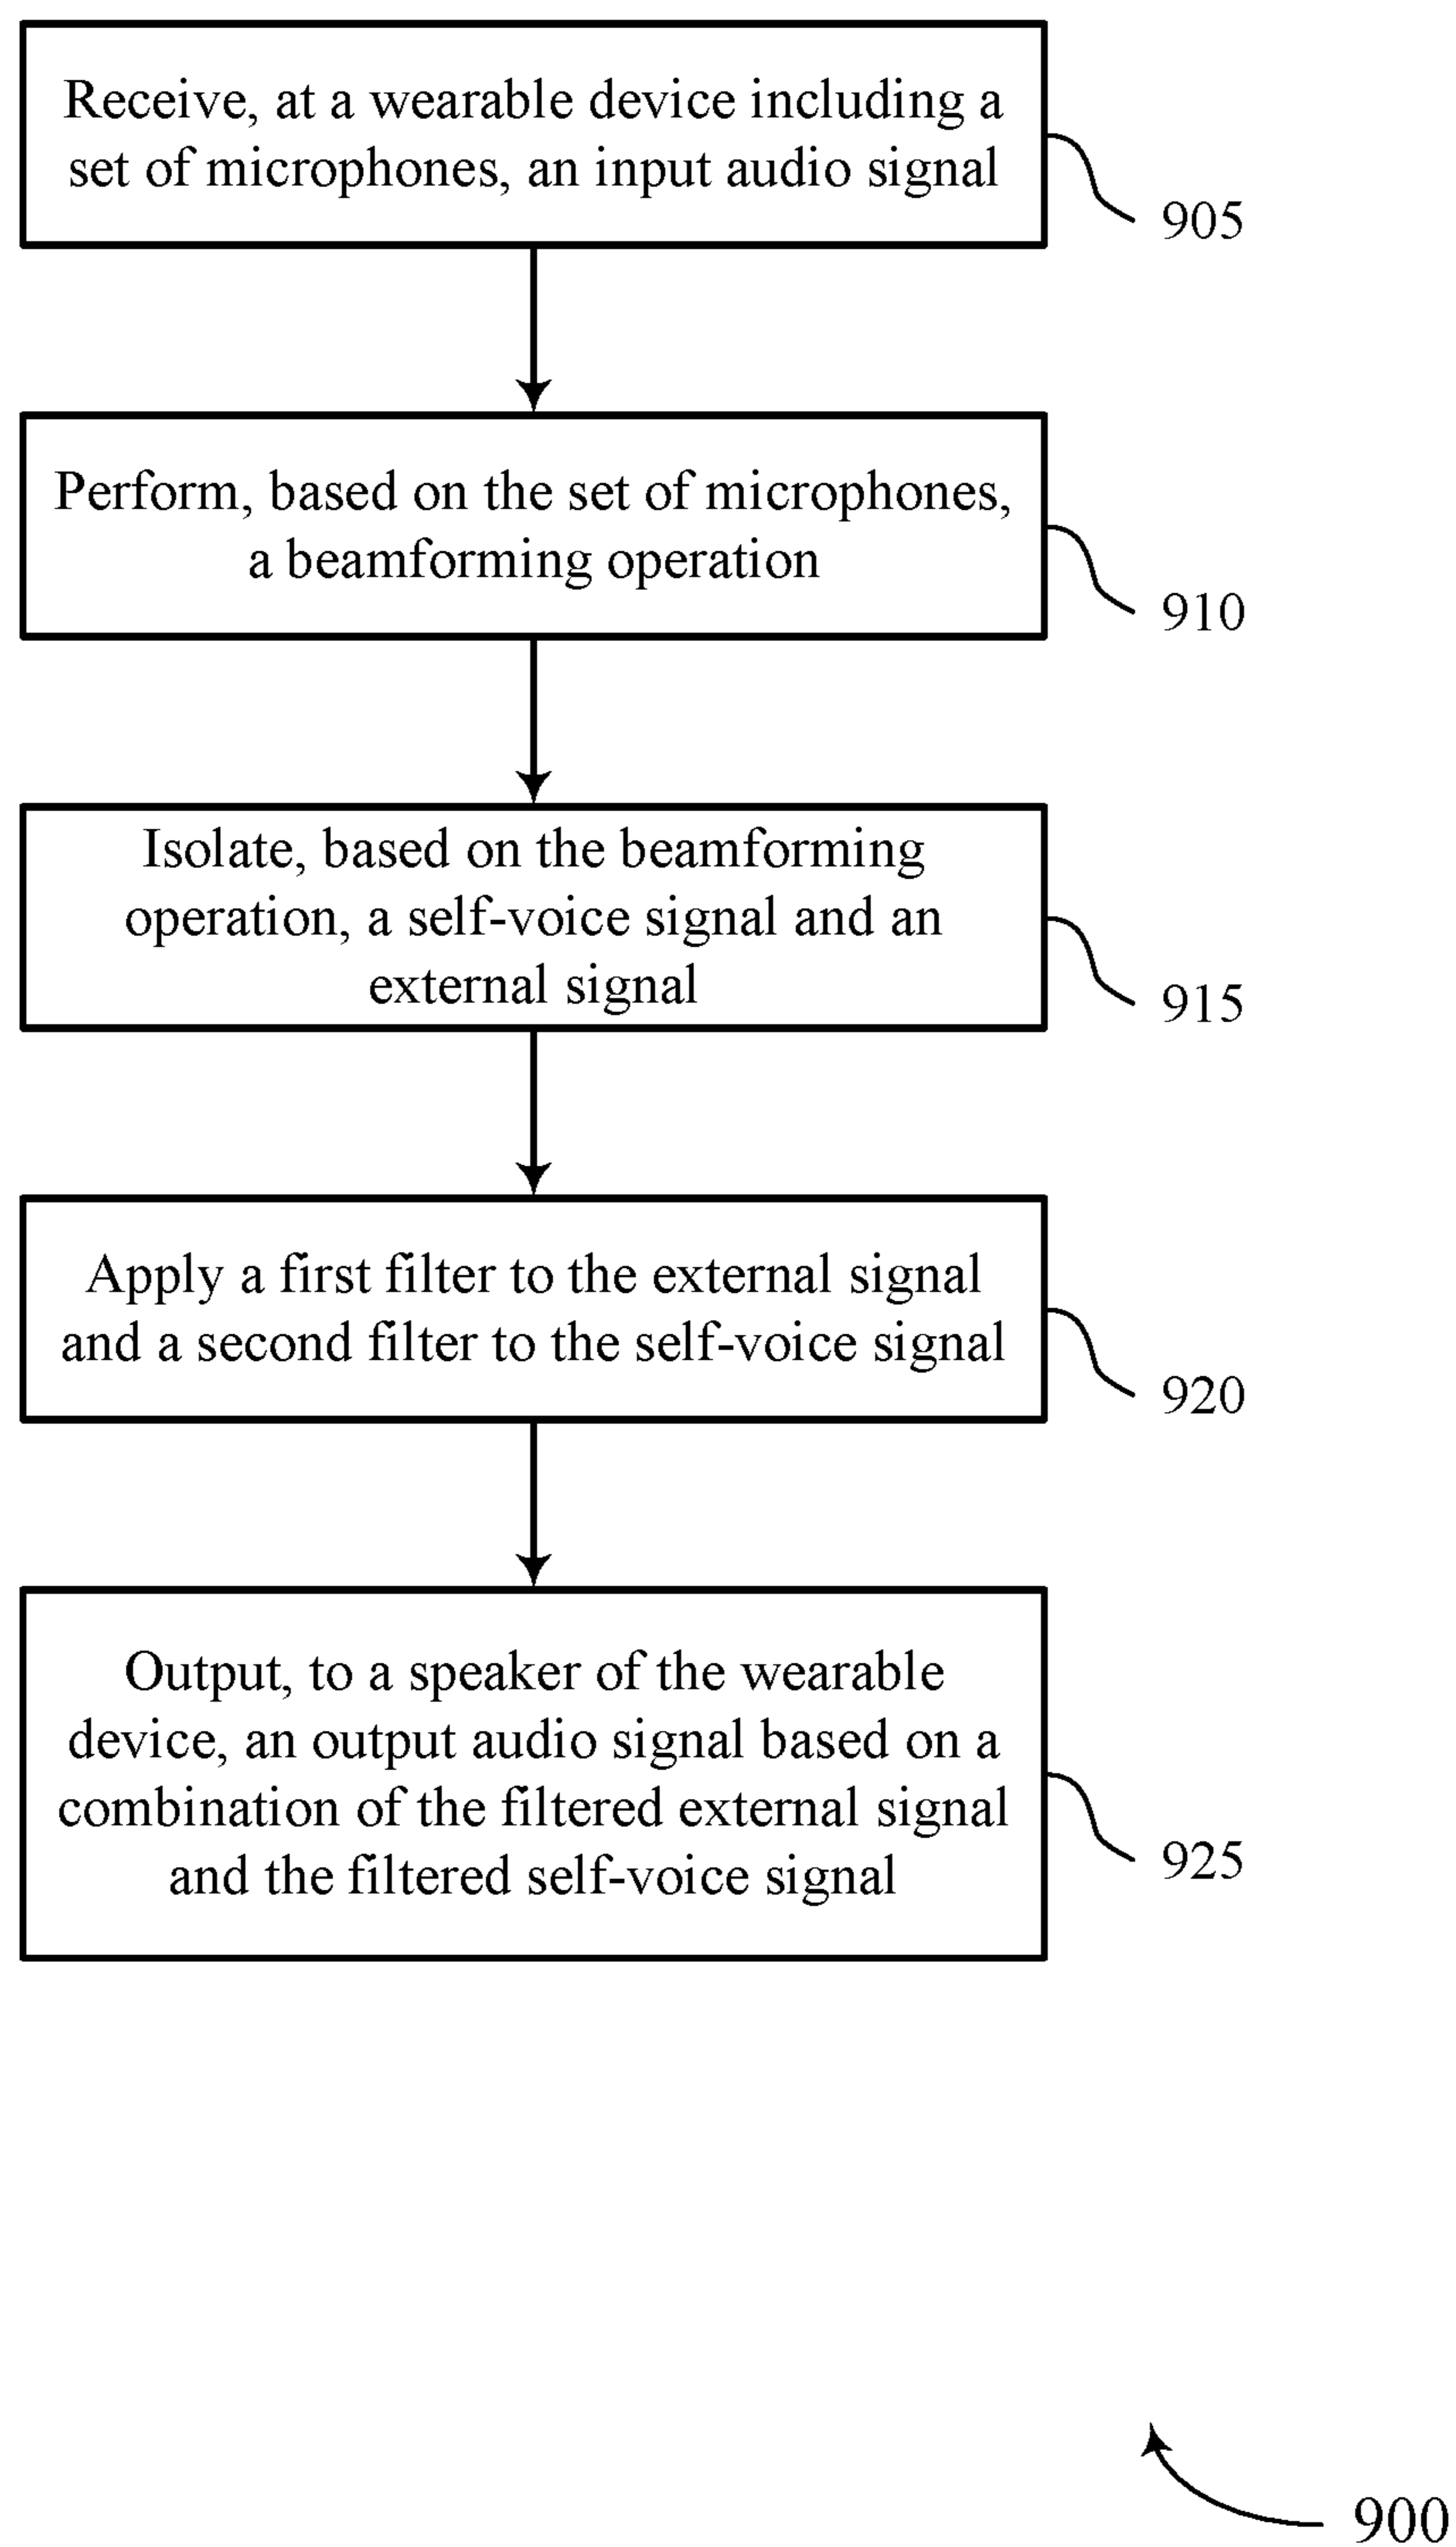 Receive, at a wearable device including a
set of microphones, an input audio signal
905
Perform, based on the set of microphones,
a beamforming operation
910
Isolate, based on the beamforming
operation, a self-voice signal and an
external signal
915
Apply a first filter to the external signal
and a second filter to the self-voice signal
920
Output, to a speaker of the wearable
device, an output audio signal based on a
combination of the filtered external signal
and the filtered self-voice signal
925
900